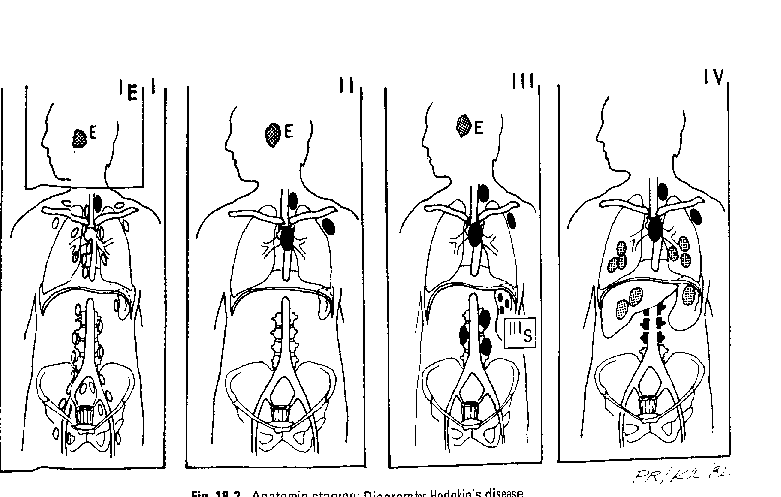 I E I
II
III
IV
E
E
E
III S
Fig. 18.2 Anatomic staging: Diagram for Hodgkin's disease